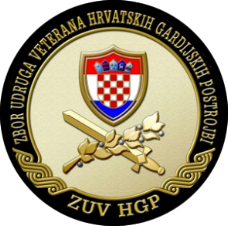 ZBOR UDRUGA VETERANA HRVATSKIH GARDIJSKIH POSTROJBI
ZUV HGP